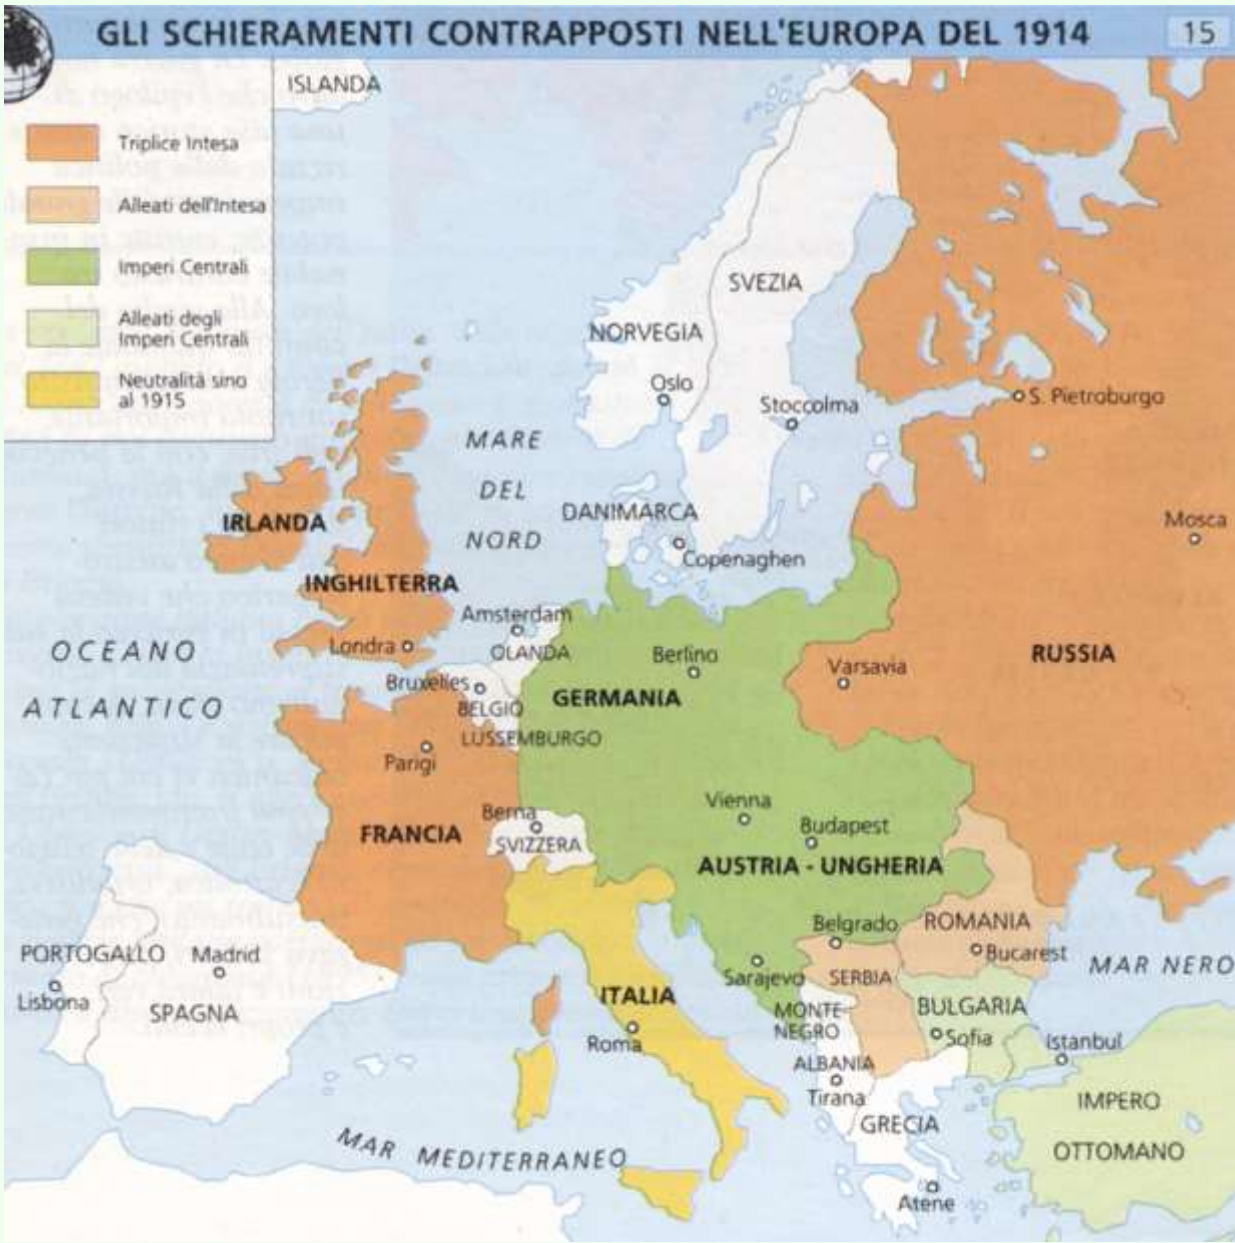 GLI SCHIERAMENTI CONTRAPPOSTI NELL'EUROPA DEL 1914
15
Triplice Intesa
Alleati dell'Intesa
Imperi Centrali
Alleati degli
Imperi Centrali
Neutralità sino
al 1915
ISLANDA
SVEZIA
NORVEGIA
Oslo
Stoccolma
S. Pietroburgo
MARE
DEL
NORD
DANIMARCA
Copenaghen
Mosca
IRLANDA
INGHILTERRA
Londra
Amsterdam
OLANDA
Bruxelles
BELGIO
LUSSEMBURGO
OCEANO
ATLANTICO
Berlino
GERMANIA
Varsavia
RUSSIA
Parigi
FRANCIA
Berna
SVIZZERA
Vienna
Budapest
AUSTRIA - UNGHERIA
Belgrado
ROMANIA
Bucarest
MAR NERO
PORTOGALLO
Lisbona
Madrid
SPAGNA
ITALIA
Roma
Sarajevo
SERBIA
MONTE-
NEGRO
BULGARIA
Sofia
Istanbul
ALBANIA
Tirana
GRECIA
Atene
IMPERO
OTTOMANO
MAR MEDITERRANEO